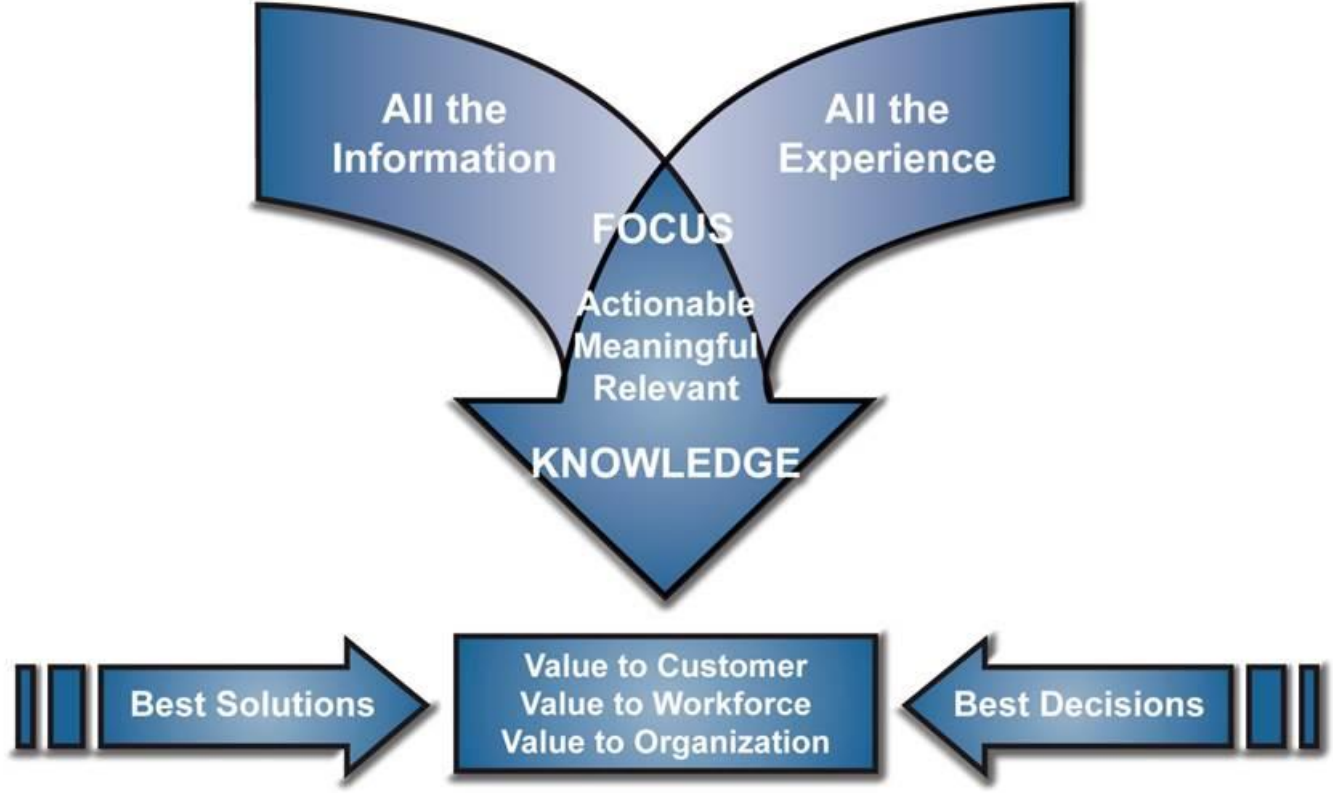 All the
Information
All the
Experience
FOCUS
Actionable
Meaningful
Relevant
KNOWLEDGE
Best Solutions
Value to Customer
Value to Workforce
Value to Organization
Best Decisions